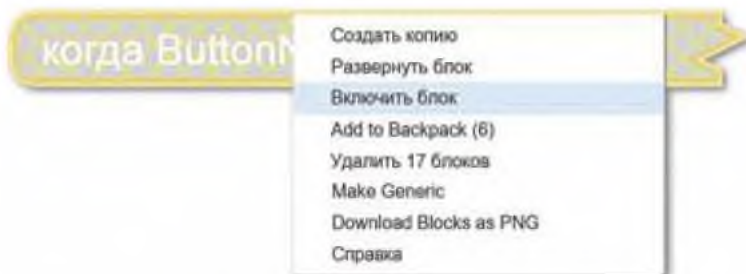 когда Button
Создать копию
Развернуть блок
Включить блок
Add to Backpack (6)
Удалить 17 блоков
Make Generic
Download Blocks as PNG
Справка